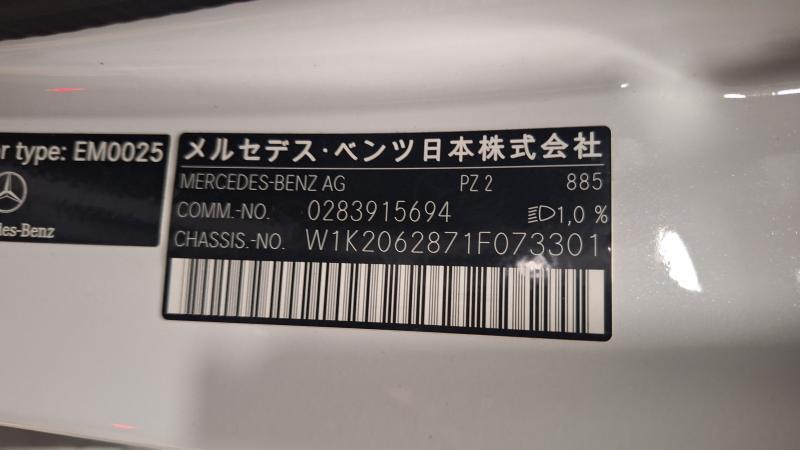 r type: EM0025
des-Benz
メルセデス・ベンツ日本株式会社
MERCEDES-BENZ AG PZ 2 885
COMM.-NO. 0283915694 1,0 %
CHASSIS.-NO. W1K2062871F073301